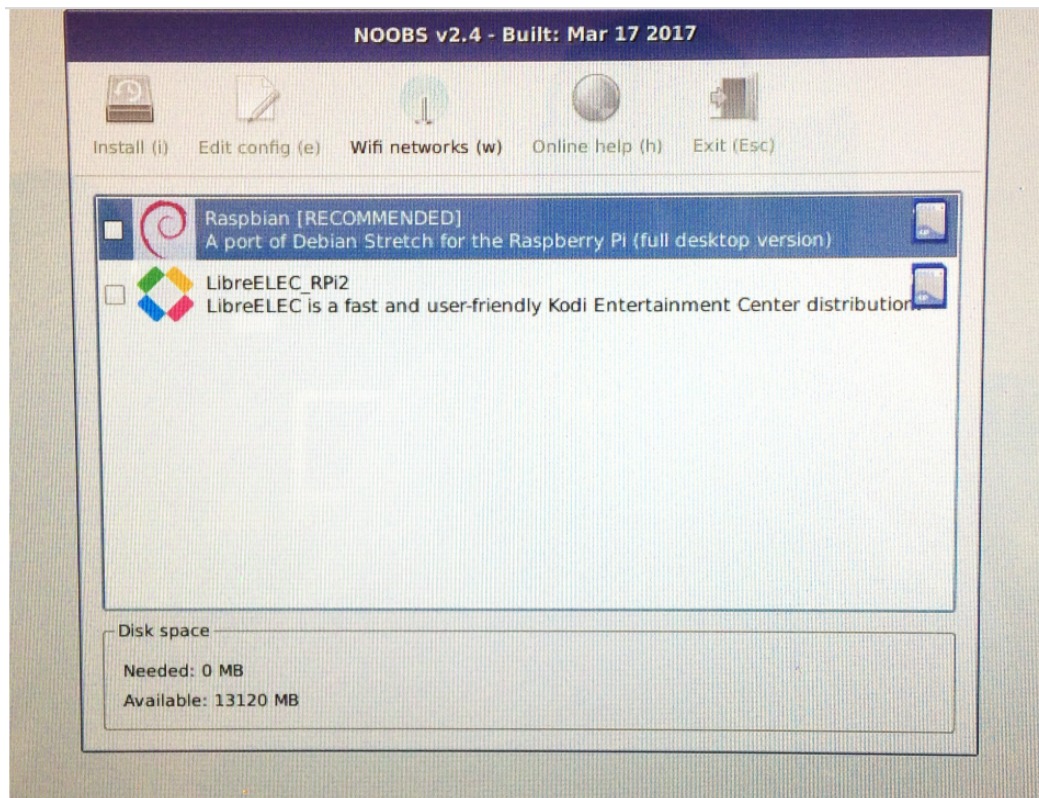 NOOBS v2.4 - Built: Mar 17 2017
Install (i) Edit config (e) Wifi networks (w) Online help (h) Exit (Esc)
Raspbian [RECOMMENDED]
A port of Debian Stretch for the Raspberry Pi (full desktop version)
LibreELEC_RPi2
LibreELEC is a fast and user-friendly Kodi Entertainment Center distribution.
Disk space
Needed: 0 MB
Available: 13120 MB